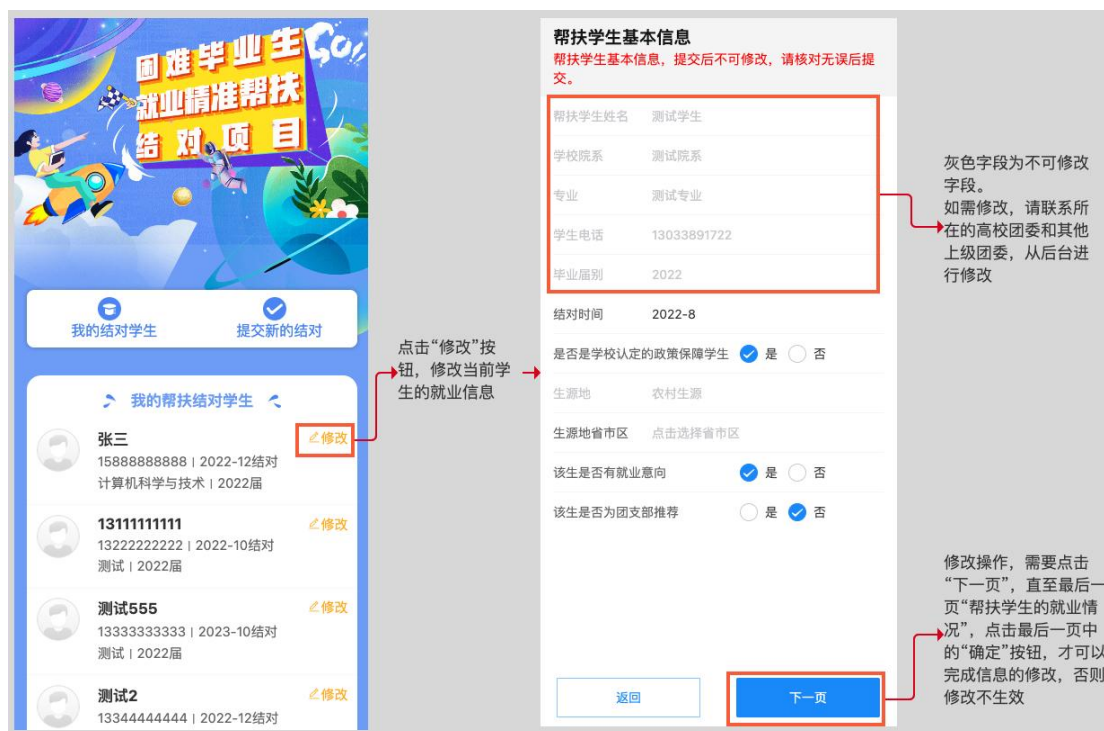 困难毕业生
GO!
就业精准帮扶
结对项目
我的结对学生
提交新的结对
我的帮扶结对学生
张三
修改
15888888888 | 2022-12结对
计算机科学与技术 | 2022届
13111111111
修改
13222222222 | 2022-10结对
测试 | 2022届
测试555
修改
13333333333 | 2023-10结对
测试 | 2022届
测试2
修改
13344444444 | 2022-12结对
点击“修改”按
钮，修改当前学
生的就业信息
帮扶学生基本信息
帮扶学生基本信息，提交后不可修改，请核对无误后提
交。
帮扶学生姓名 测试学生
学校院系 测试院系
专业 测试专业
学生电话 13033891722
毕业届别 2022
结对时间 2022-8
是否是学校认定的政策保障学生 是 否
生源地 农村生源
生源地省市区 点击选择省市区
该生是否有就业意向 是 否
该生是否为团支部推荐 是 否
返回
下一页
灰色字段为不可修改
字段。
如需修改，请联系所
在的高校团委和其他
上级团委，从后台进
行修改
修改操作，需要点击
“下一页”，直至最后一
页“帮扶学生的就业情
况”，点击最后一页中
的“确定”按钮，才可以
完成信息的修改，否则
修改不生效